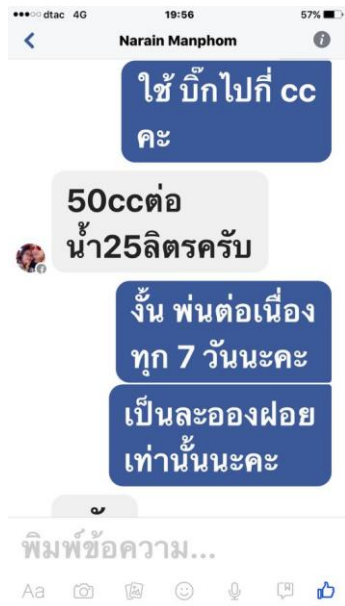 dtac 4G 19:56 57%
Narain Manphom
ใช้ บิ๊กไปกี่ cc
คะ
50ccต่อ
น้ำ25ลิตรครับ
งั้น พ่นต่อเนื่อง
ทุก 7 วันนะคะ
เป็นละอองฝอย
เท่านั้นนะคะ
พิมพ์ข้อความ...
Aa